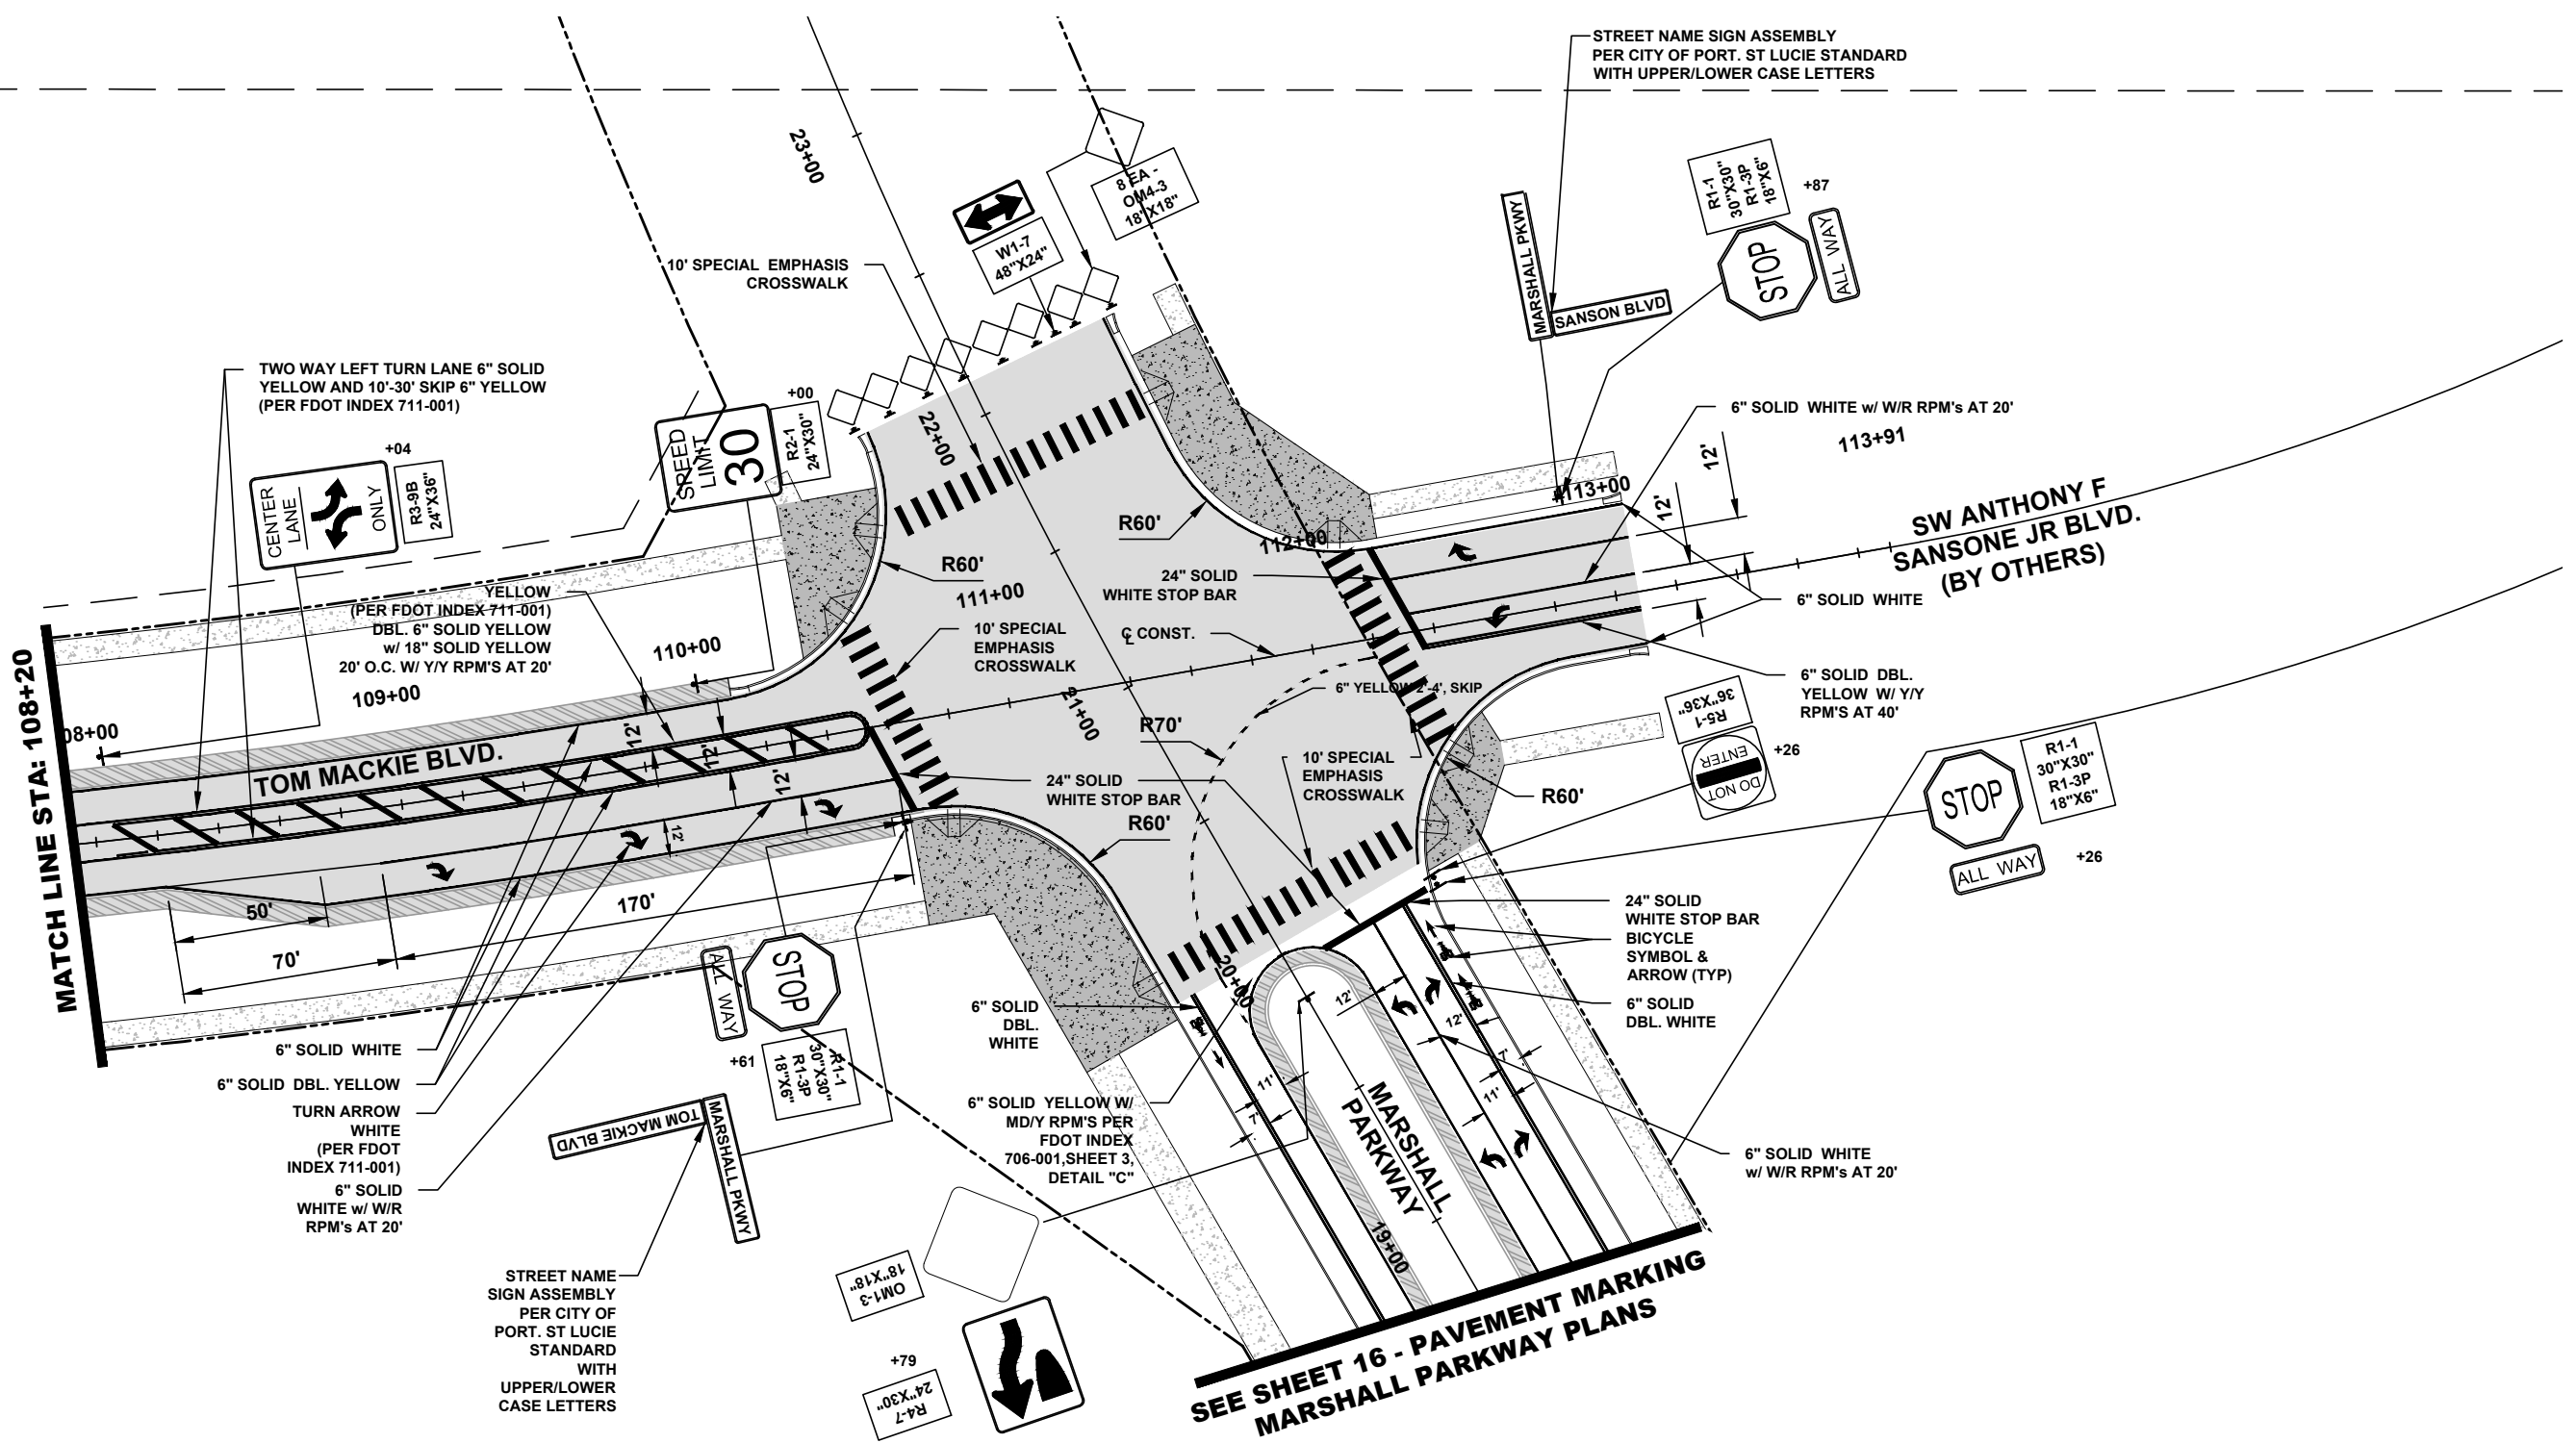 STREET NAME SIGN ASSEMBLY
PER CITY OF PORT. ST LUCIE STANDARD
WITH UPPER/LOWER CASE LETTERS
23+00
8 EA -
OM4-3
18"X18"
W1-7
48"X24"
10' SPECIAL EMPHASIS
CROSSWALK
R1-1
30"X30"
R1-3P
18"X6"
+87
STOP
ALL WAY
MARSHALL PKWY
SANSON BLVD
TWO WAY LEFT TURN LANE 6" SOLID
YELLOW AND 10'-30' SKIP 6" YELLOW
(PER FDOT INDEX 711-001)
+04
CENTER
LANE
ONLY
R3-9B
24"X36"
SPEED
LIMIT
30
+00
R2-1
24"X30"
22+00
6" SOLID WHITE w/ W/R RPM's AT 20'
113+91
12'
12'
113+00
SW ANTHONY F
SANSONE JR BLVD.
(BY OTHERS)
R60'
112+00
R60'
111+00
24" SOLID
WHITE STOP BAR
6" SOLID WHITE
YELLOW
(PER FDOT INDEX 711-001)
DBL. 6" SOLID YELLOW
w/ 18" SOLID YELLOW
20' O.C. W/ Y/Y RPM'S AT 20'
110+00
109+00
10' SPECIAL
EMPHASIS
CROSSWALK
℄ CONST.
6" SOLID DBL.
YELLOW W/ Y/Y
RPM'S AT 40'
6" YELLOW 2'-4', SKIP
21+00
R70'
MATCH LINE STA: 108+20
08+00
TOM MACKIE BLVD.
12'
12'
12'
12'
24" SOLID
WHITE STOP BAR
R60'
10' SPECIAL
EMPHASIS
CROSSWALK
R60'
R5-1
36"X36"
DO NOT
ENTER
+26
STOP
R1-1
30"X30"
R1-3P
18"X6"
ALL WAY
+26
50'
170'
70'
24" SOLID
WHITE STOP BAR
BICYCLE
SYMBOL &
ARROW (TYP)
6" SOLID
DBL. WHITE
STOP
ALL WAY
+61
R1-1
30"X30"
R1-3P
18"X6"
20+00
6" SOLID
DBL.
WHITE
12'
12'
7'
11'
11'
7'
6" SOLID WHITE
6" SOLID DBL. YELLOW
TURN ARROW
WHITE
(PER FDOT
INDEX 711-001)
6" SOLID
WHITE w/ W/R
RPM's AT 20'
TOM MACKIE BLVD
MARSHALL PKWY
6" SOLID YELLOW W/
MD/Y RPM'S PER
FDOT INDEX
706-001,SHEET 3,
DETAIL "C"
MARSHALL
PARKWAY
6" SOLID WHITE
w/ W/R RPM's AT 20'
19+00
STREET NAME
SIGN ASSEMBLY
PER CITY OF
PORT. ST LUCIE
STANDARD
WITH
UPPER/LOWER
CASE LETTERS
OM1-3
18"X18"
+79
R4-7
24"X30"
SEE SHEET 16 - PAVEMENT MARKING
MARSHALL PARKWAY PLANS